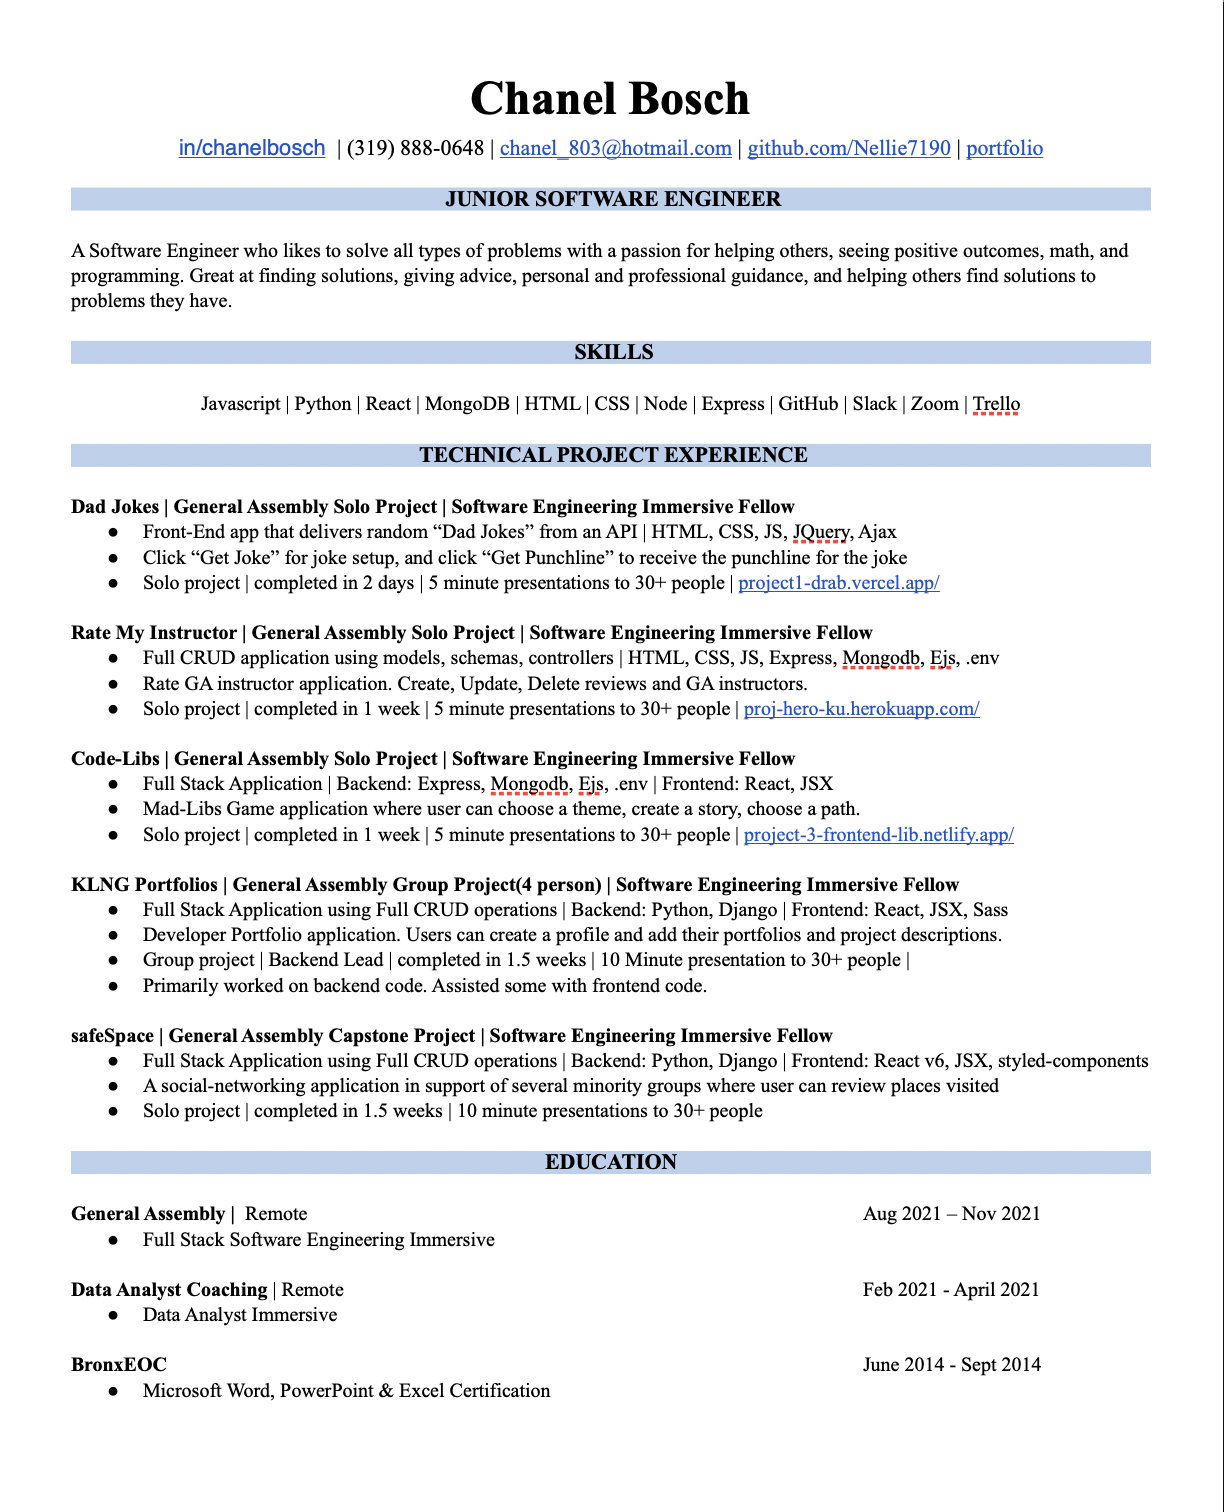 Chanel Bosch
in/chanelbosch | (319) 888-0648 | chanel_803@hotmail.com | github.com/Nellie7190 | portfolio
JUNIOR SOFTWARE ENGINEER
A Software Engineer who likes to solve all types of problems with a passion for helping others, seeing positive outcomes, math, and
programming. Great at finding solutions, giving advice, personal and professional guidance, and helping others find solutions to
problems they have.
SKILLS
Javascript | Python | React | MongoDB | HTML | CSS | Node | Express | GitHub | Slack | Zoom | Trello
TECHNICAL PROJECT EXPERIENCE
Dad Jokes | General Assembly Solo Project | Software Engineering Immersive Fellow
● Front-End app that delivers random “Dad Jokes” from an API | HTML, CSS, JS, JQuery, Ajax
● Click “Get Joke” for joke setup, and click “Get Punchline” to receive the punchline for the joke
● Solo project | completed in 2 days | 5 minute presentations to 30+ people | project1-drab.vercel.app/
Rate My Instructor | General Assembly Solo Project | Software Engineering Immersive Fellow
● Full CRUD application using models, schemas, controllers | HTML, CSS, JS, Express, Mongodb, Ejs, .env
● Rate GA instructor application. Create, Update, Delete reviews and GA instructors.
● Solo project | completed in 1 week | 5 minute presentations to 30+ people | proj-hero-ku.herokuapp.com/
Code-Libs | General Assembly Solo Project | Software Engineering Immersive Fellow
● Full Stack Application | Backend: Express, Mongodb, Ejs, .env | Frontend: React, JSX
● Mad-Libs Game application where user can choose a theme, create a story, choose a path.
● Solo project | completed in 1 week | 5 minute presentations to 30+ people | project-3-frontend-lib.netlify.app/
KLNG Portfolios | General Assembly Group Project(4 person) | Software Engineering Immersive Fellow
● Full Stack Application using Full CRUD operations | Backend: Python, Django | Frontend: React, JSX, Sass
● Developer Portfolio application. Users can create a profile and add their portfolios and project descriptions.
● Group project | Backend Lead | completed in 1.5 weeks | 10 Minute presentation to 30+ people |
● Primarily worked on backend code. Assisted some with frontend code.
safeSpace | General Assembly Capstone Project | Software Engineering Immersive Fellow
● Full Stack Application using Full CRUD operations | Backend: Python, Django | Frontend: React v6, JSX, styled-components
● A social-networking application in support of several minority groups where user can review places visited
● Solo project | completed in 1.5 weeks | 10 minute presentations to 30+ people
EDUCATION
General Assembly | Remote Aug 2021 – Nov 2021
● Full Stack Software Engineering Immersive
Data Analyst Coaching | Remote Feb 2021 - April 2021
● Data Analyst Immersive
BronxEOC June 2014 - Sept 2014
● Microsoft Word, PowerPoint & Excel Certification